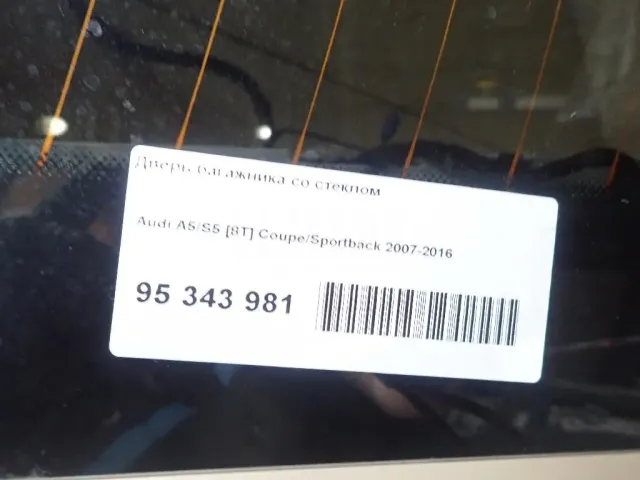 Дверь багажника со стеклом
Audi A5/S5 [8T] Coupe/Sportback 2007-2016
95 343 981